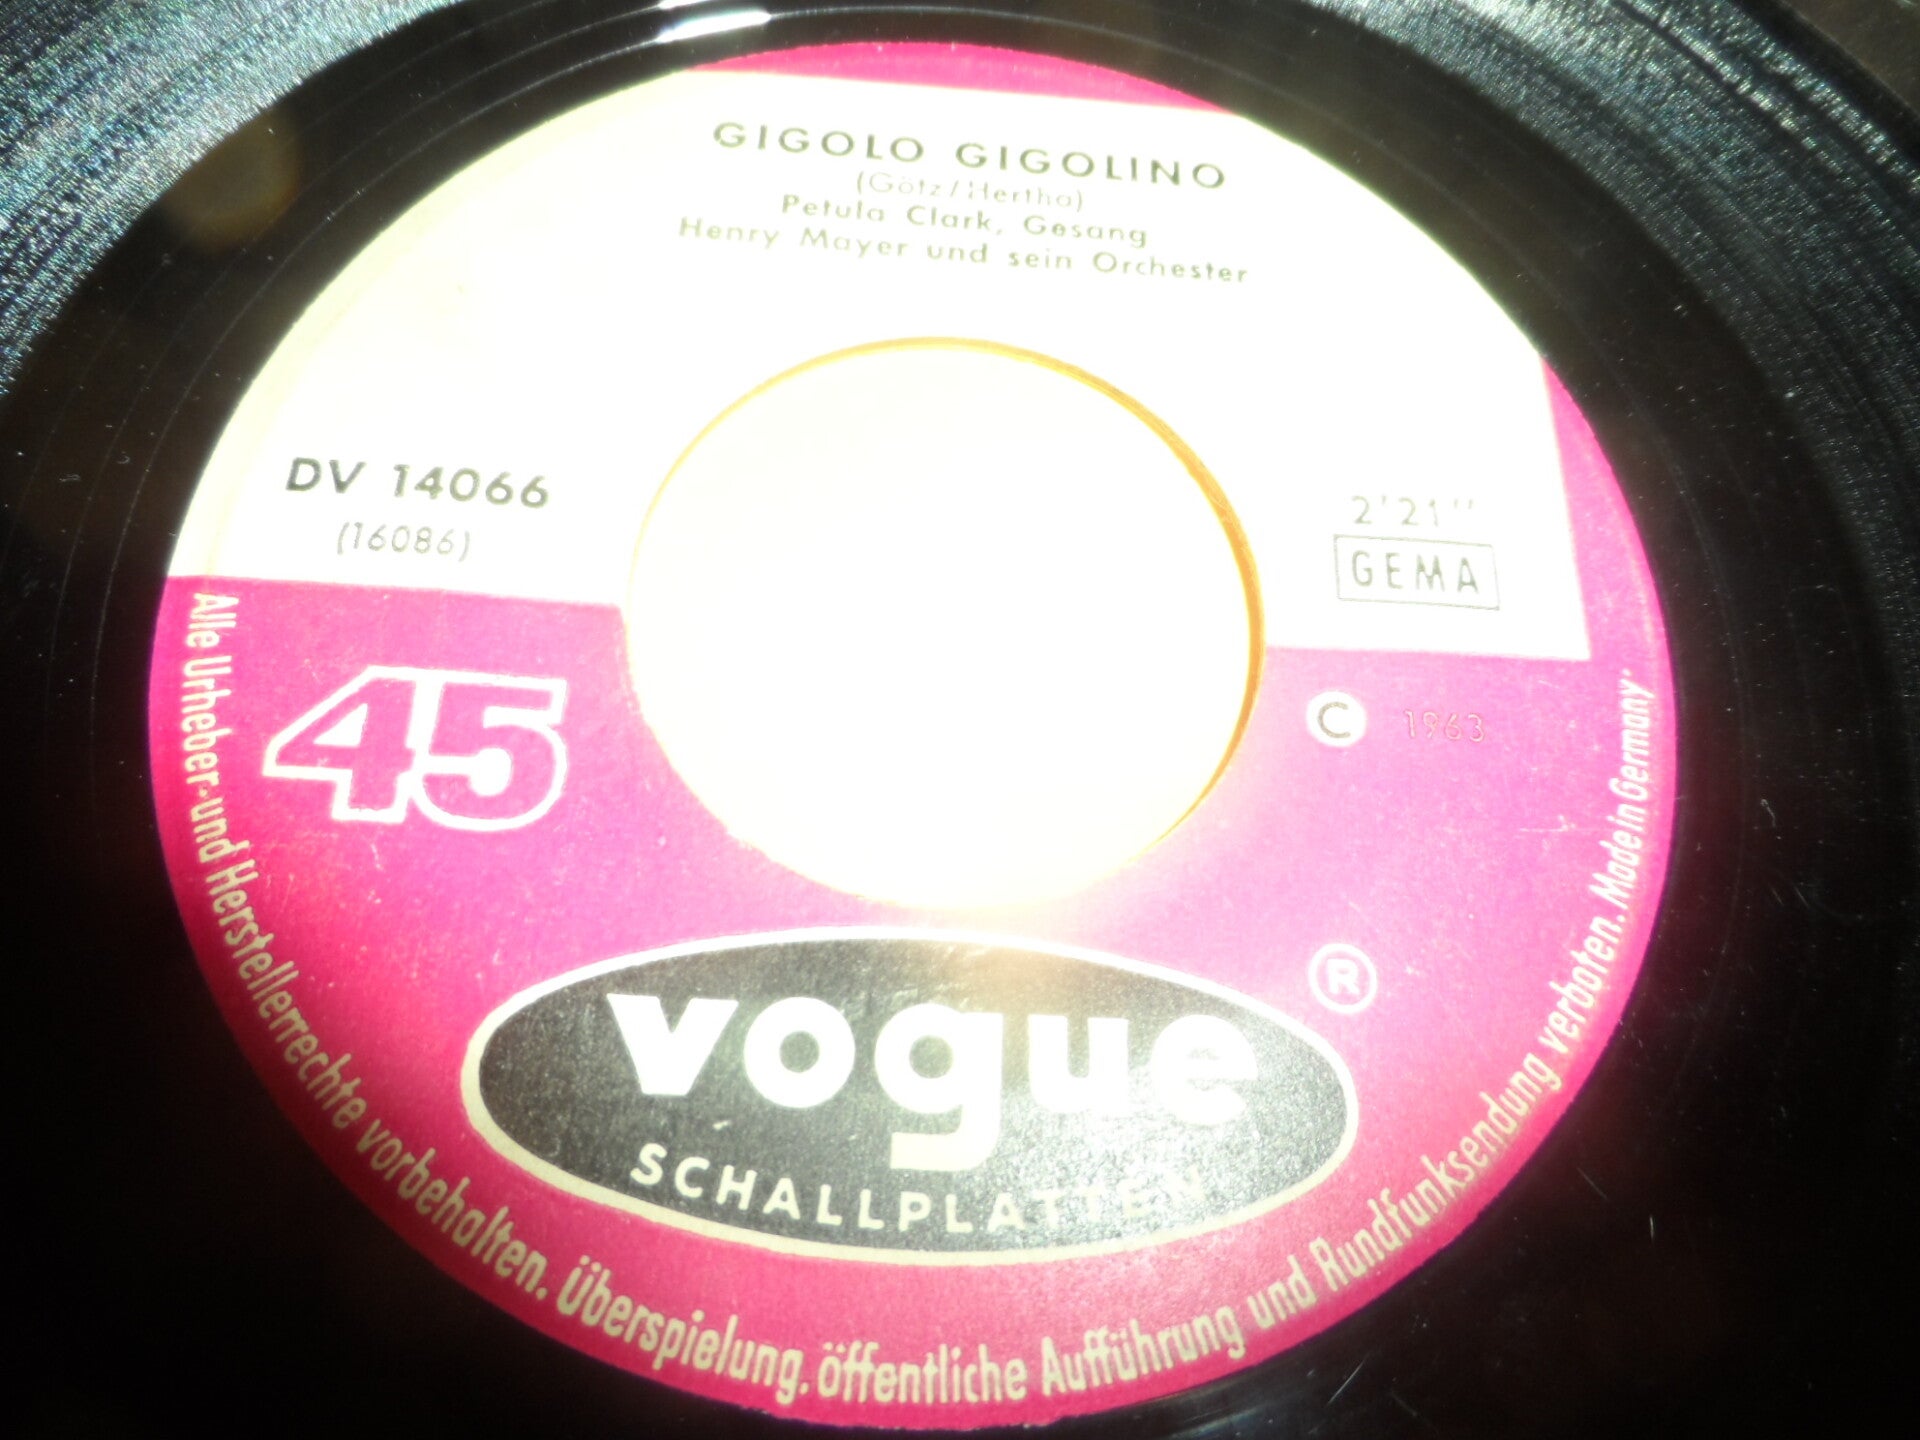 GIGOLO GIGOLINO
(Götz/Hertha)
Petula Clark, Gesang
Henry Mayer und sein Orchester
DV 14066
(16086)
2'21''
GEMA
45
C 1963
R
vogue
SCHALLPLATTEN
Alle Urheber-und Herstellerrechte vorbehalten. Überspielung, öffentliche Aufführung und Rundfunksendung verboten. Made in Germany.